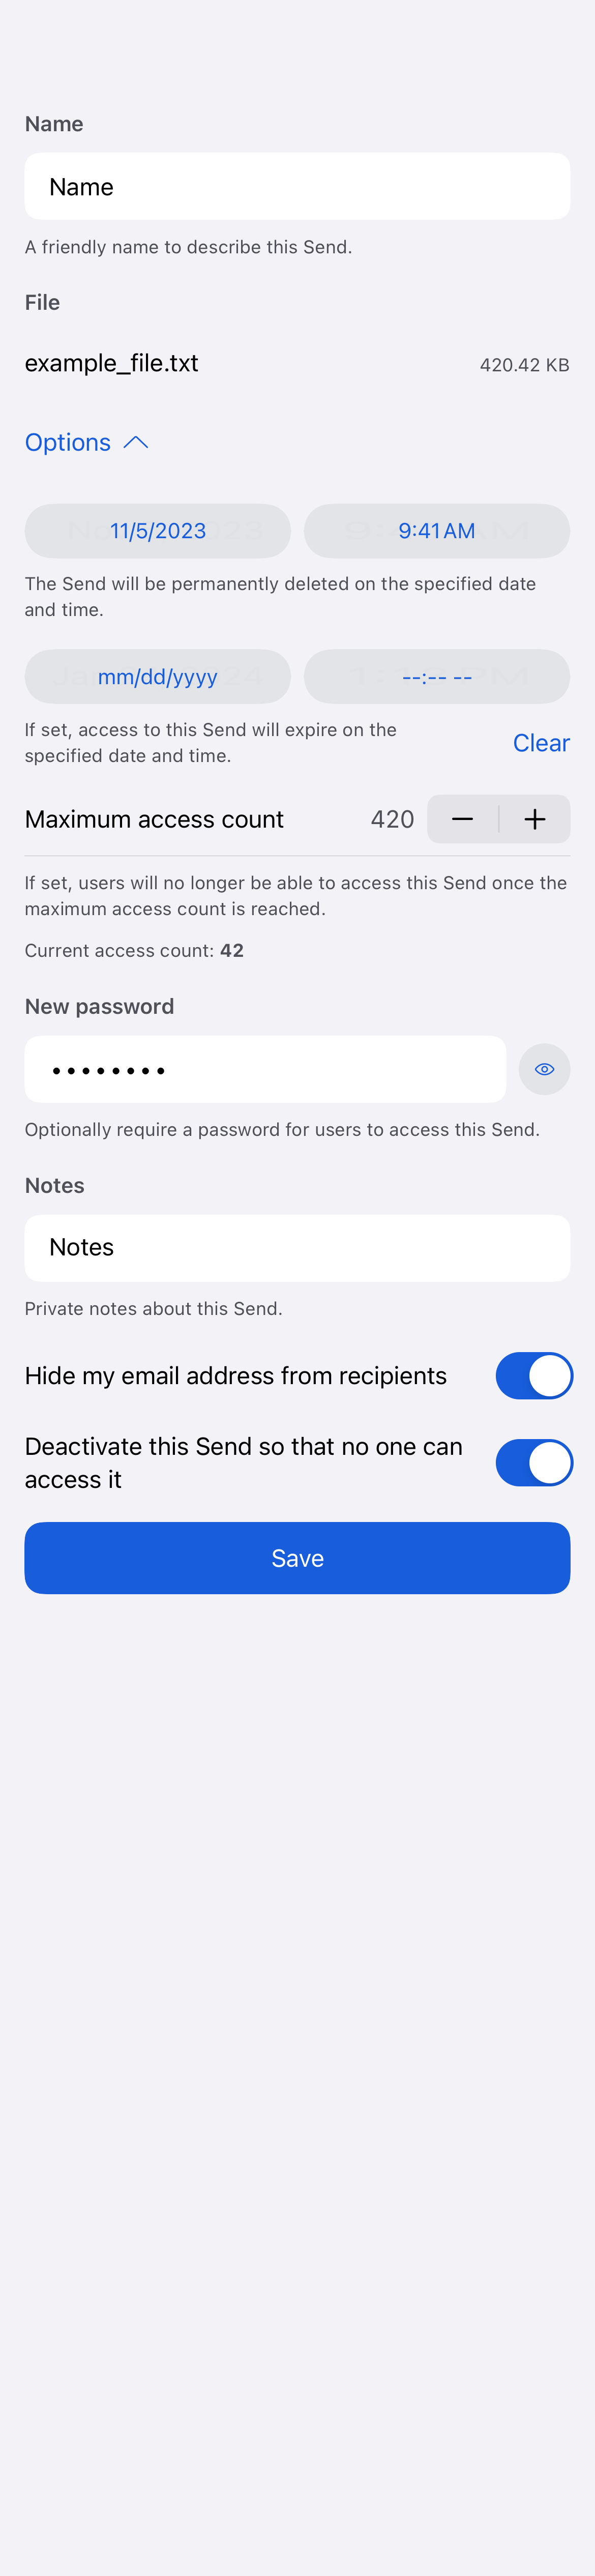 Name
Name
A friendly name to describe this Send.
File
example_file.txt 420.42 KB
Options
11/5/2023 9:41 AM
The Send will be permanently deleted on the specified date
and time.
mm/dd/yyyy --:-- --
If set, access to this Send will expire on the
specified date and time.
Clear
Maximum access count 420
If set, users will no longer be able to access this Send once the
maximum access count is reached.
Current access count: 42
New password
••••••••
Optionally require a password for users to access this Send.
Notes
Notes
Private notes about this Send.
Hide my email address from recipients
Deactivate this Send so that no one can
access it
Save